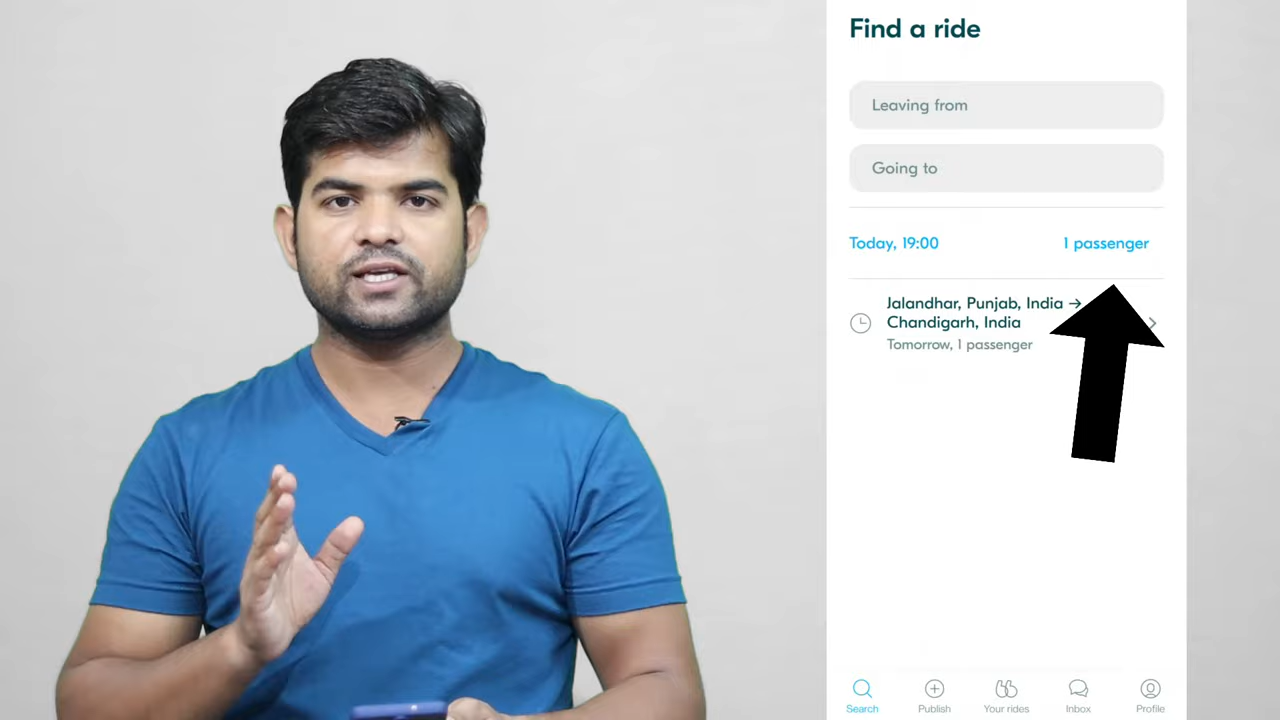 Find a ride
Leaving from
Going to
Today, 19:00
1 passenger
Jalandhar, Punjab, India →
Chandigarh, India
Tomorrow, 1 passenger
Search
Publish
Your rides
Inbox
Profile